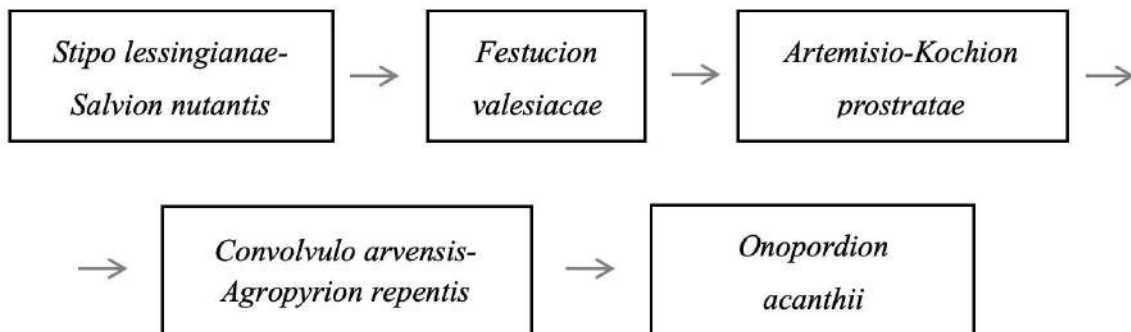 Stipo lessingianae-
Salvion nutantis
Festucion
valesiacae
Artemisio-Kochion
prostratae
Convolvulo arvensis-
Agropyrion repentis
Onopordion
acanthii